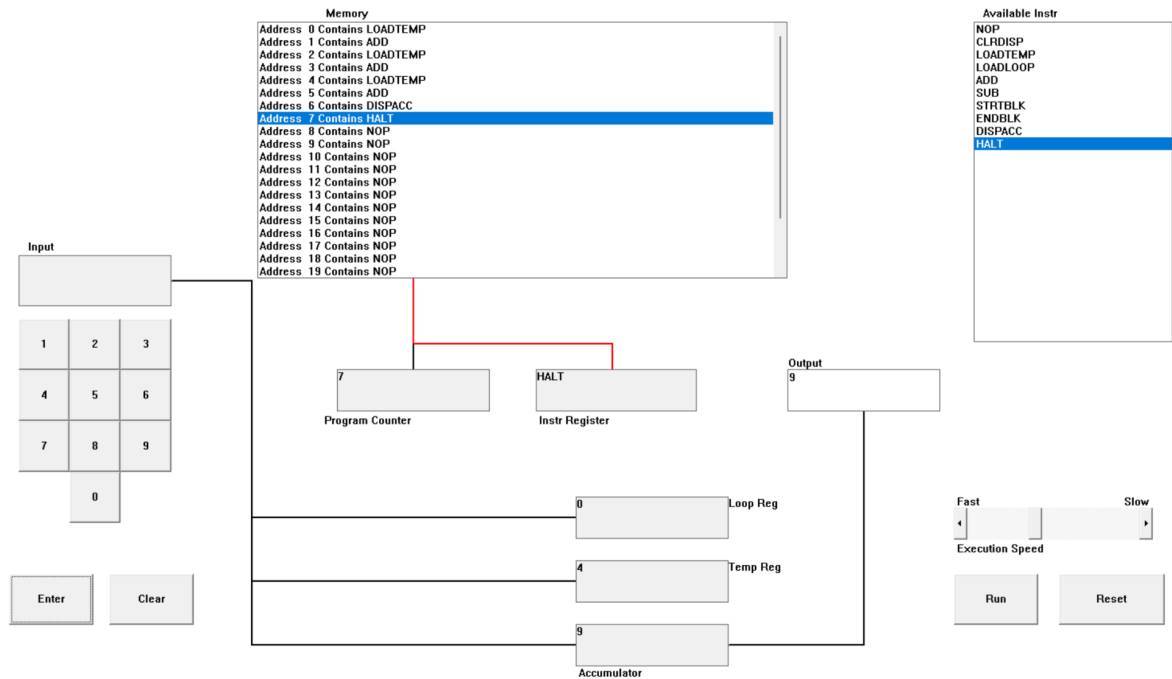 Memory
Address 0 Contains LOADTEMP
Address 1 Contains ADD
Address 2 Contains LOADTEMP
Address 3 Contains ADD
Address 4 Contains LOADTEMP
Address 5 Contains ADD
Address 6 Contains DISPACC
Address 7 Contains HALT
Address 8 Contains NOP
Address 9 Contains NOP
Address 10 Contains NOP
Address 11 Contains NOP
Address 12 Contains NOP
Address 13 Contains NOP
Address 14 Contains NOP
Address 15 Contains NOP
Address 16 Contains NOP
Address 17 Contains NOP
Address 18 Contains NOP
Address 19 Contains NOP
Available Instr
NOP
CLRDISP
LOADTEMP
LOADLOOP
ADD
SUB
STRTBLK
ENDBLK
DISPACC
HALT
Input
1 2 3
4 5 6
7 8 9
0
Enter Clear
7
Program Counter
HALT
Instr Register
Output
9
0
Loop Reg
4
Temp Reg
9
Accumulator
Fast Slow
Execution Speed
Run Reset